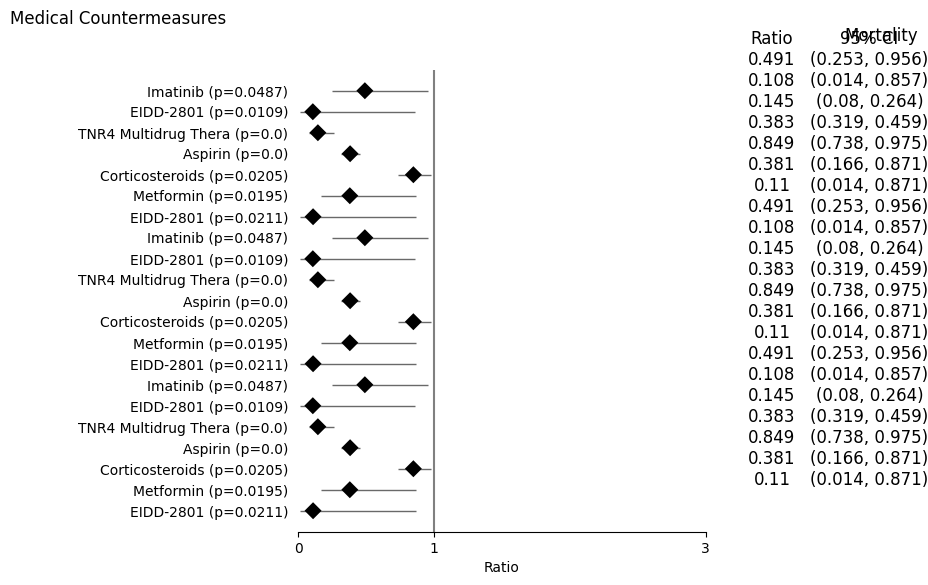 Medical Countermeasures
Mortality
Ratio 95% CI
0.491 (0.253, 0.956)
Imatinib (p=0.0487) 0.108 (0.014, 0.857)
EIDD-2801 (p=0.0109) 0.145 (0.08, 0.264)
TNR4 Multidrug Thera (p=0.0) 0.383 (0.319, 0.459)
Aspirin (p=0.0) 0.849 (0.738, 0.975)
Corticosteroids (p=0.0205) 0.381 (0.166, 0.871)
Metformin (p=0.0195) 0.11 (0.014, 0.871)
EIDD-2801 (p=0.0211) 0.491 (0.253, 0.956)
Imatinib (p=0.0487) 0.108 (0.014, 0.857)
EIDD-2801 (p=0.0109) 0.145 (0.08, 0.264)
TNR4 Multidrug Thera (p=0.0) 0.383 (0.319, 0.459)
Aspirin (p=0.0) 0.849 (0.738, 0.975)
Corticosteroids (p=0.0205) 0.381 (0.166, 0.871)
Metformin (p=0.0195) 0.11 (0.014, 0.871)
EIDD-2801 (p=0.0211) 0.491 (0.253, 0.956)
Imatinib (p=0.0487) 0.108 (0.014, 0.857)
EIDD-2801 (p=0.0109) 0.145 (0.08, 0.264)
TNR4 Multidrug Thera (p=0.0) 0.383 (0.319, 0.459)
Aspirin (p=0.0) 0.849 (0.738, 0.975)
Corticosteroids (p=0.0205) 0.381 (0.166, 0.871)
Metformin (p=0.0195) 0.11 (0.014, 0.871)
EIDD-2801 (p=0.0211)
0 1 3
Ratio